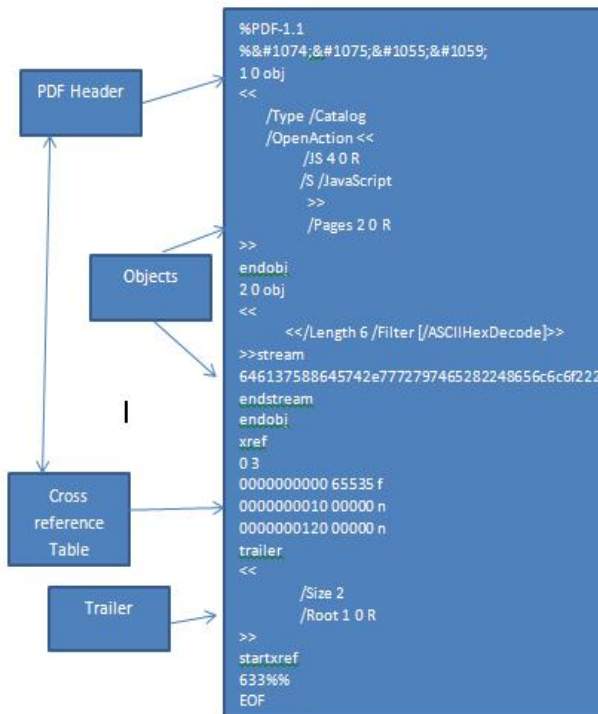 PDF Header
Objects
Cross
reference
Table
Trailer
%PDF-1.1
%&#1074;&#1075;&#1055;&#1059;
1 0 obj
<<
/Type /Catalog
/OpenAction <<
/JS 4 0 R
/S /JavaScript
>>
/Pages 2 0 R
>>
endobj
2 0 obj
<<
<</Length 6 /Filter [/ASCIIHexDecode]>>
>>stream
646137588645742e7772797465282248656c6c6f222
endstream
endobj
xref
0 3
0000000000 65535 f
0000000010 00000 n
0000000120 00000 n
trailer
<<
/Size 2
/Root 1 0 R
>>
startxref
633%%
EOF